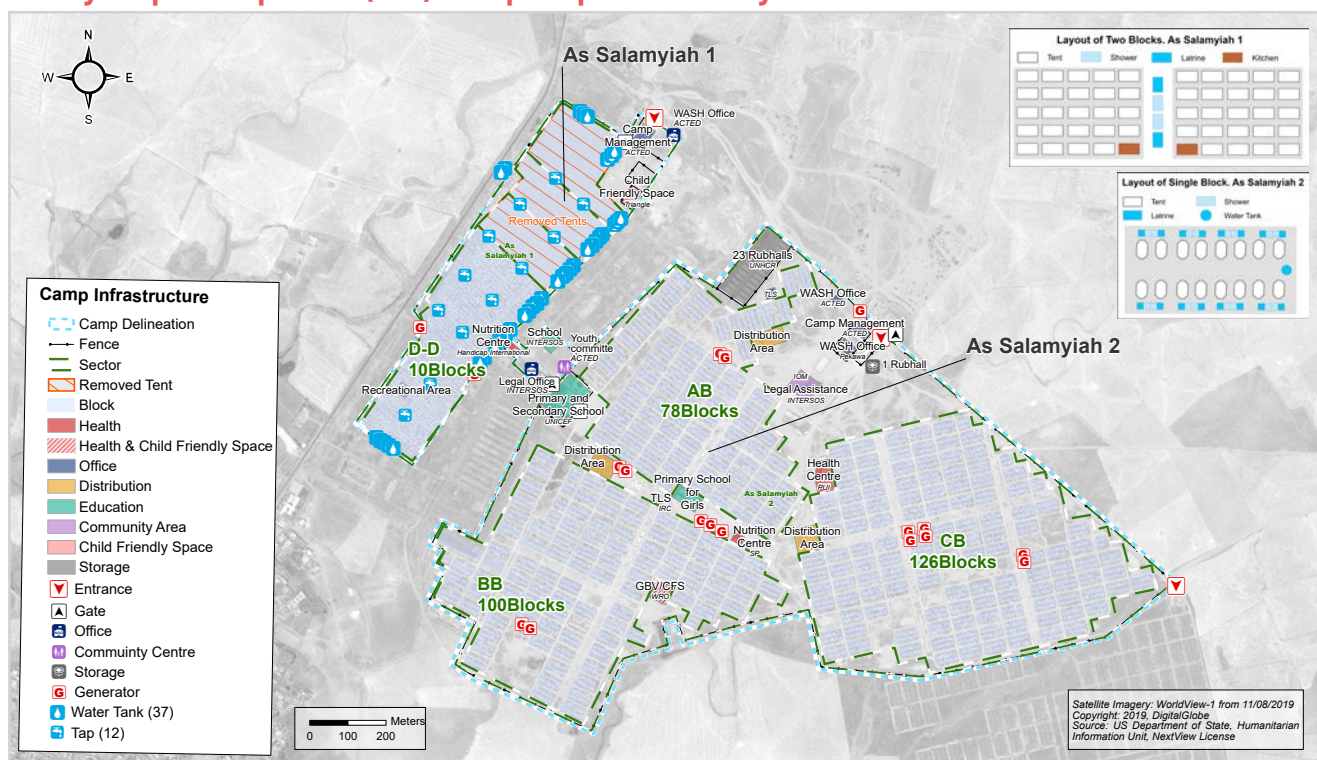 N
W
E
S
As Salamyiah 1
Layout of Two Blocks. As Salamyiah 1
Tent
Shower
Latrine
Kitchen
Layout of Single Block. As Salamyiah 2
Tent
Shower
Latrine
Water Tank
WASH Office
ACTED
Camp
Management
ACTED
Child
Friendly Space
Triangle
Removed Tents
As
Salamyiah 1
23 Rubhalls
UNHCR
TLS
WASH Office
ACTED
Camp Management
ACTED
WASH Office
Pekawa
1 Rubhall
As Salamyiah 2
Distribution
Area
Nutrition
Centre
Handicap International
School
INTERSOS
Youth
committe
ACTED
D-D
10Blocks
Recreational Area
Legal Office
INTERSOS
Primary and
Secondary School
UNICEF
AB
78Blocks
IOM
Legal Assistance
INTERSOS
Distribution
Area
Primary School
for
Girls
TLS
IRC
As Salamyiah
2
Health
Centre
PUI
Nutrition
Centre
SP
Distribution
Area
CB
126Blocks
BB
100Blocks
GBV/CFS
WRO
Camp Infrastructure
Camp Delineation
Fence
Sector
Removed Tent
Block
Health
Health & Child Friendly Space
Office
Distribution
Education
Community Area
Child Friendly Space
Storage
Entrance
Gate
Office
Commuinty Centre
Storage
G
Generator
Water Tank (37)
Tap (12)
Meters
0 100 200
Satellite Imagery: WorldView-1 from 11/08/2019
Copyright: 2019, DigitalGlobe
Source: US Department of State, Humanitarian
Information Unit, NextView License